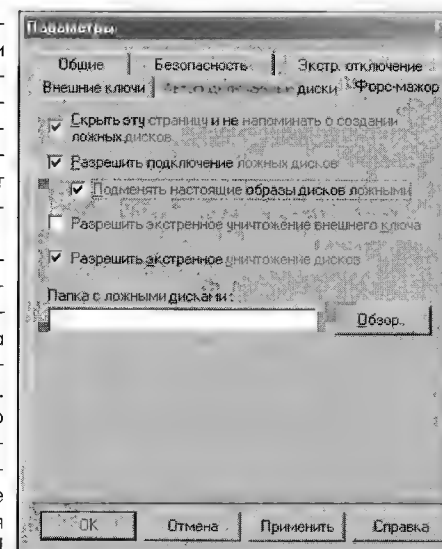 Параметры
Общие Безопасность Экстр. отключение
Внешние ключи диски Форс-мажор
Скрыть эту страницу и не напоминать о создании
ложных дисков
Разрешить подключение ложных дисков
Подменять настоящие образы дисков ложными
Разрешить экстренное уничтожение внешнего ключа
Разрешить экстренное уничтожение дисков
Папка с ложными дисками:
Обзор..
OK Отмена Применить Справка